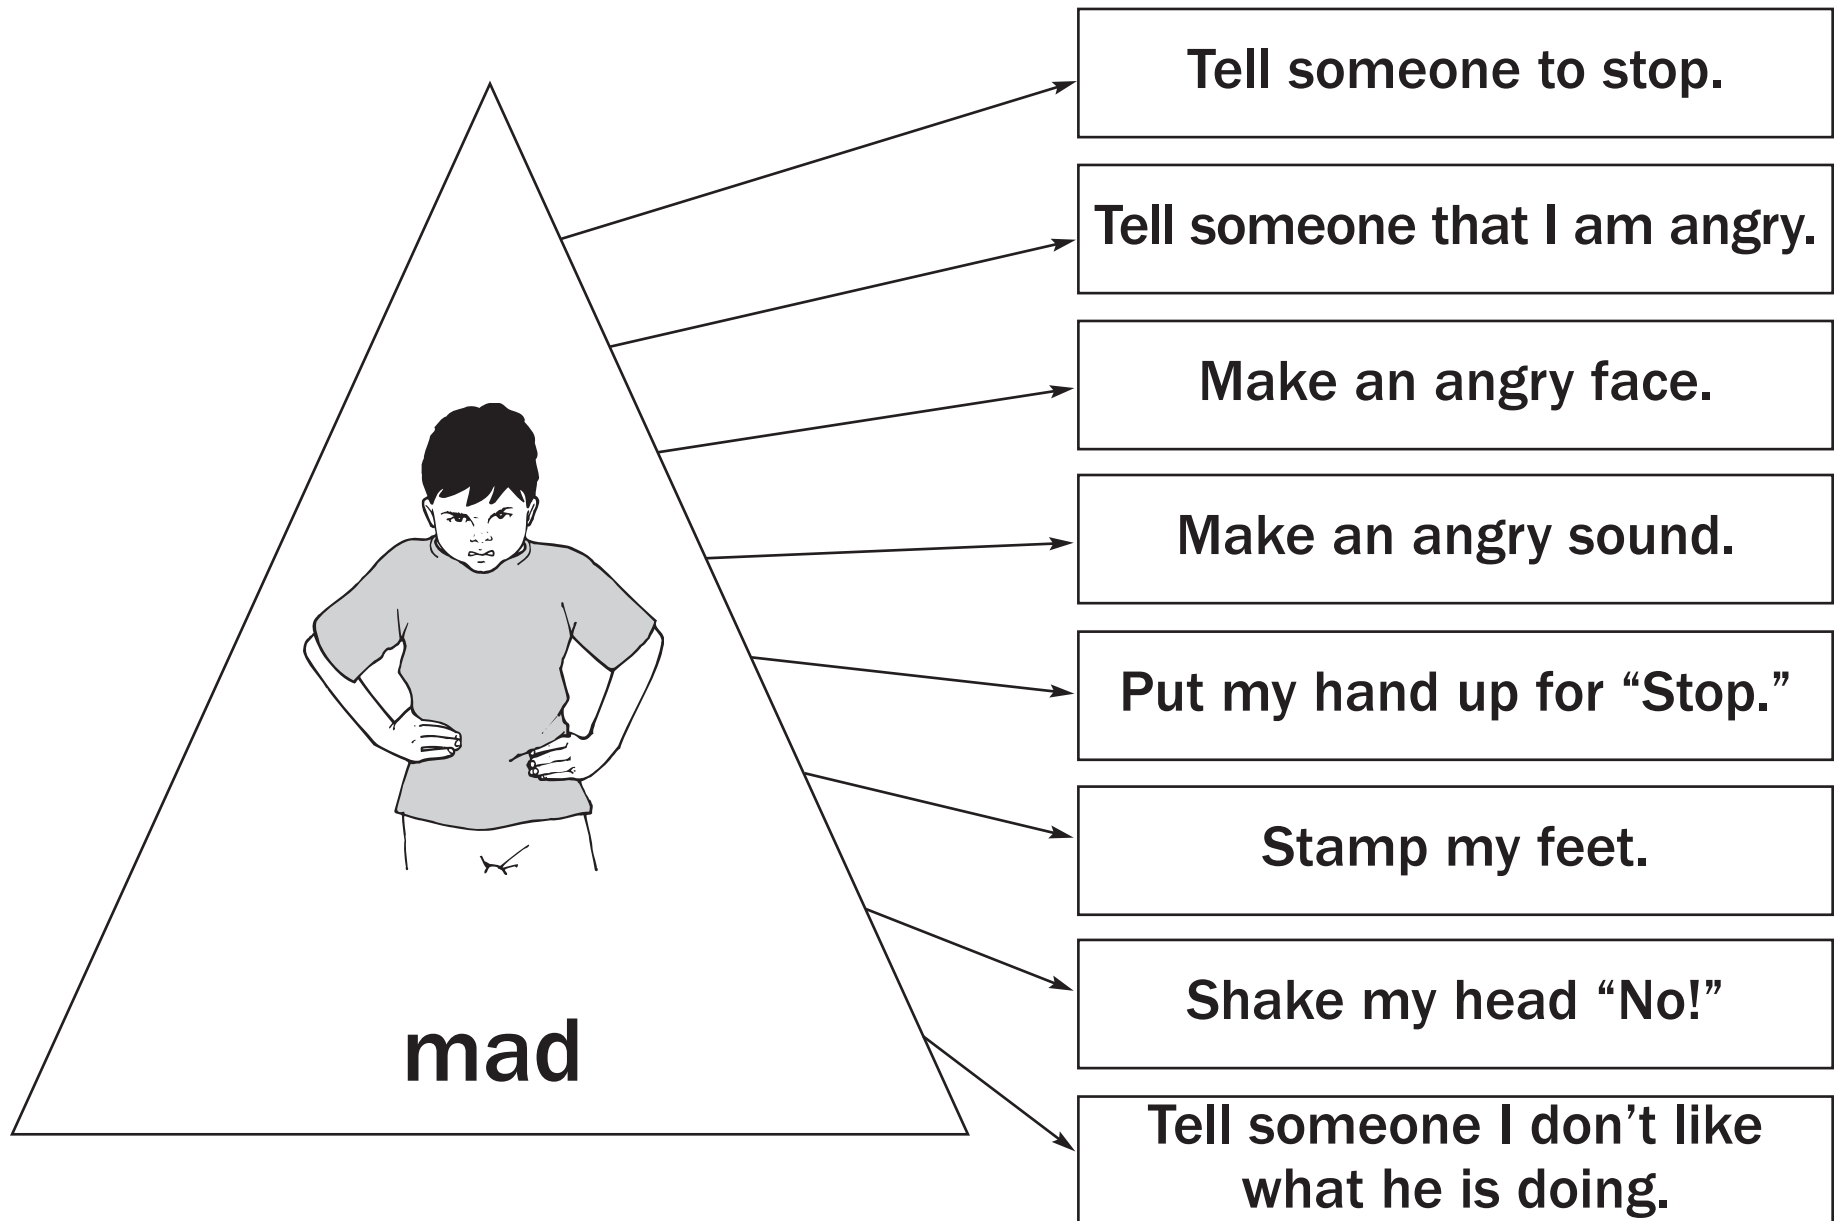 Tell someone to stop.
Tell someone that I am angry.
Make an angry face.
Make an angry sound.
Put my hand up for “Stop.”
Stamp my feet.
Shake my head “No!”
mad
Tell someone I don’t like
what he is doing.